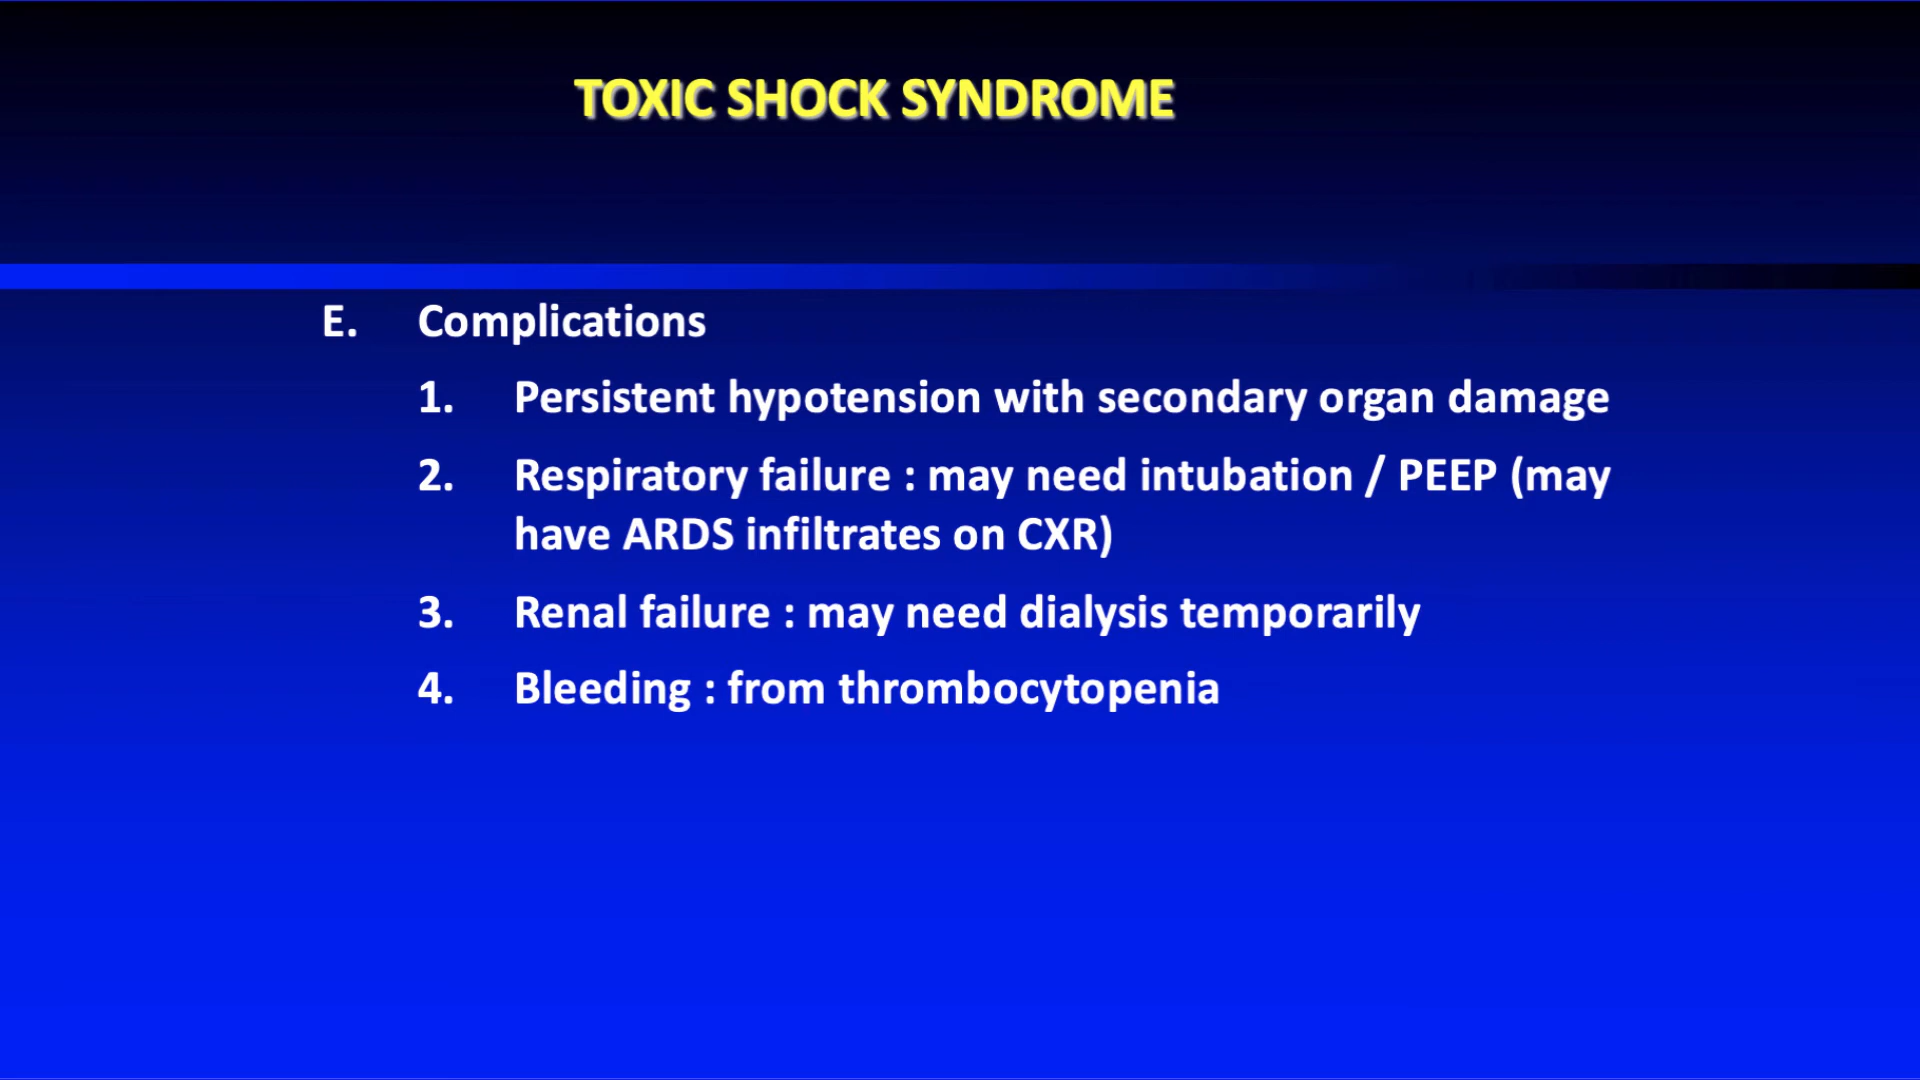 TOXIC SHOCK SYNDROME
E. Complications
1. Persistent hypotension with secondary organ damage
2. Respiratory failure : may need intubation / PEEP (may
have ARDS infiltrates on CXR)
3. Renal failure : may need dialysis temporarily
4. Bleeding : from thrombocytopenia